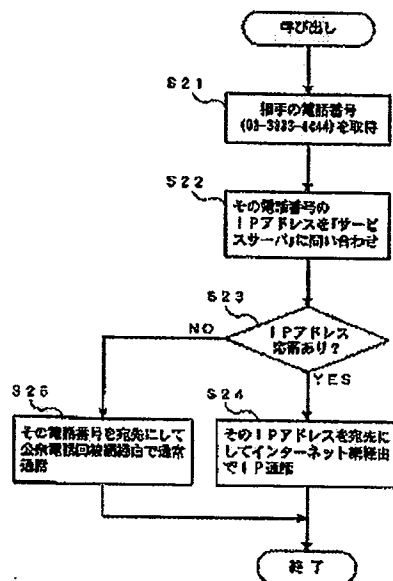 呼び出し
S21
相手の電話番号
(03-3333-4444)を取得
S22
その電話番号の
IPアドレスを「サービ
スサーバ」に問い合わせ
S23
IPアドレス
応答あり?
NO
YES
S25
その電話番号を宛先にして
公衆電話回線網経由で通常
通話
S24
そのIPアドレスを宛先に
してインターネット網経由
でIP通話
終了